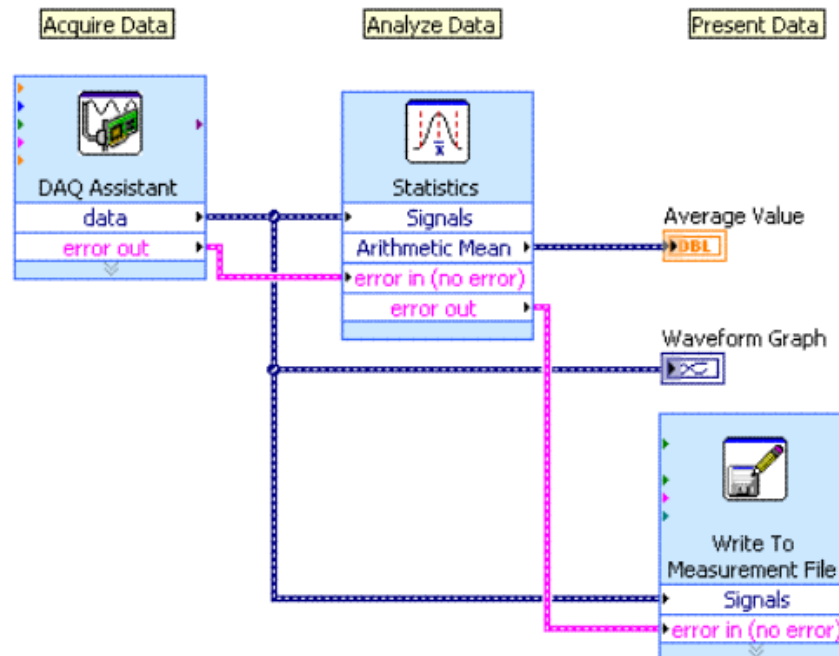 Acquire Data
Analyze Data
Present Data
DAQ Assistant
data
error out
Statistics
Signals
Arithmetic Mean
error in (no error)
error out
Average Value
DBL
Waveform Graph
Write To
Measurement File
Signals
error in (no error)